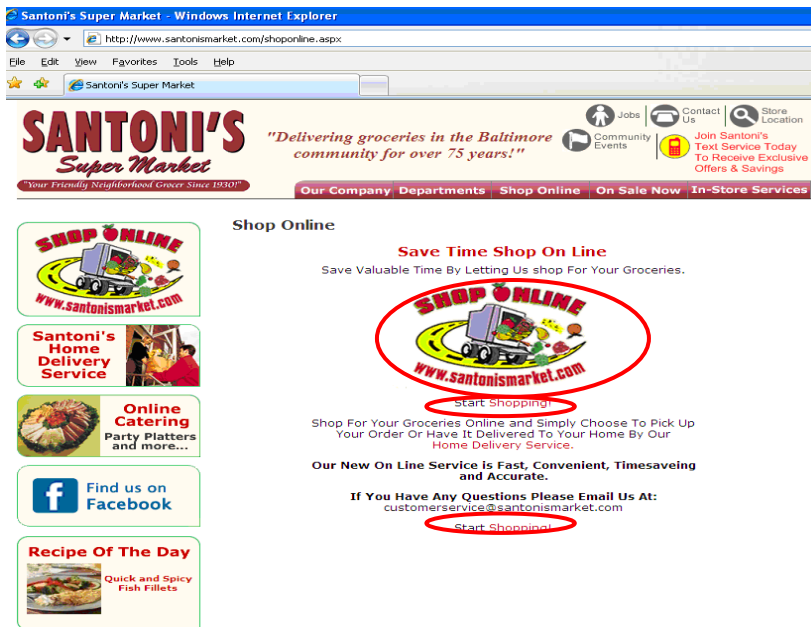 Santoni's Super Market - Windows Internet Explorer
http://www.santonismarket.com/shoponline.aspx
File Edit View Favorites Tools Help
Santoni's Super Market
SANTONI'S
Super Market
"Your Friendly Neighborhood Grocer Since 1930!"
"Delivering groceries in the Baltimore
community for over 75 years!"
Jobs
Contact
Us
Store
Location
Community
Events
Join Santoni's
Text Service Today
To Receive Exclusive
Offers & Savings
Our Company Departments Shop Online On Sale Now In-Store Services
SHOP ONLINE
www.santonismarket.com
Santoni's
Home
Delivery
Service
Online
Catering
Party Platters
and more...
f
Find us on
Facebook
Recipe Of The Day
Quick and Spicy
Fish Fillets
Shop Online
Save Time Shop On Line
Save Valuable Time By Letting Us shop For Your Groceries.
SHOP ONLINE
www.santonismarket.com
Start Shopping!
Shop For Your Groceries Online and Simply Choose To Pick Up
Your Order Or Have It Delivered To Your Home By Our
Home Delivery Service.
Our New On Line Service is Fast, Convenient, Timesaveing
and Accurate.
If You Have Any Questions Please Email Us At:
customerservice@santonismarket.com
Start Shopping!